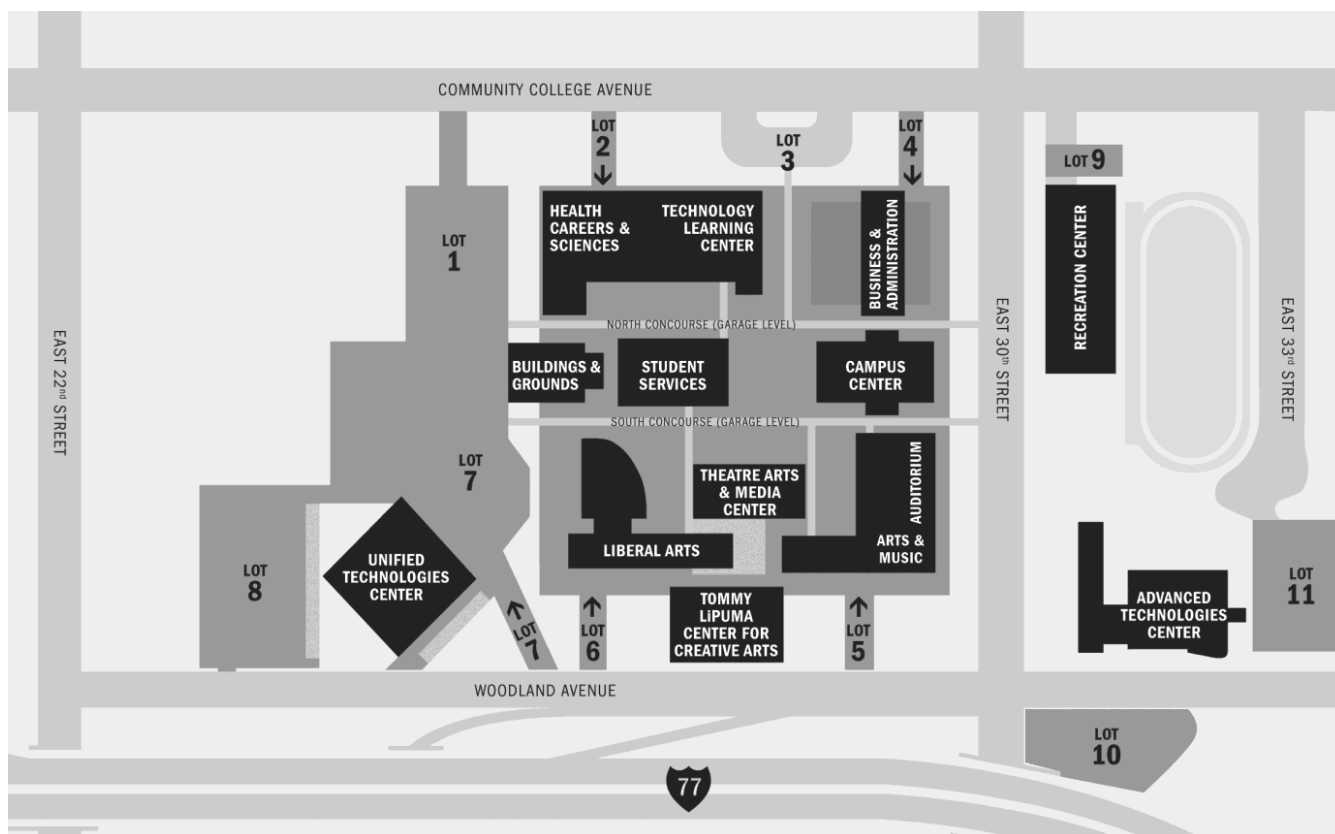 COMMUNITY COLLEGE AVENUE
LOT
2
LOT
3
LOT
4
LOT 9
HEALTH
CAREERS &
SCIENCES
TECHNOLOGY
LEARNING
CENTER
BUSINESS &
ADMINISTRATION
LOT
1
RECREATION CENTER
EAST 22nd STREET
NORTH CONCOURSE (GARAGE LEVEL)
EAST 30th STREET
EAST 33rd STREET
BUILDINGS &
GROUNDS
STUDENT
SERVICES
CAMPUS
CENTER
SOUTH CONCOURSE (GARAGE LEVEL)
LOT
7
THEATRE ARTS
& MEDIA
CENTER
AUDITORIUM
LIBERAL ARTS
ARTS &
MUSIC
UNIFIED
TECHNOLOGIES
CENTER
LOT
8
LOT
11
ADVANCED
TECHNOLOGIES
CENTER
LOT
7
LOT
6
TOMMY
LiPUMA
CENTER FOR
CREATIVE ARTS
LOT
5
WOODLAND AVENUE
LOT
10
77